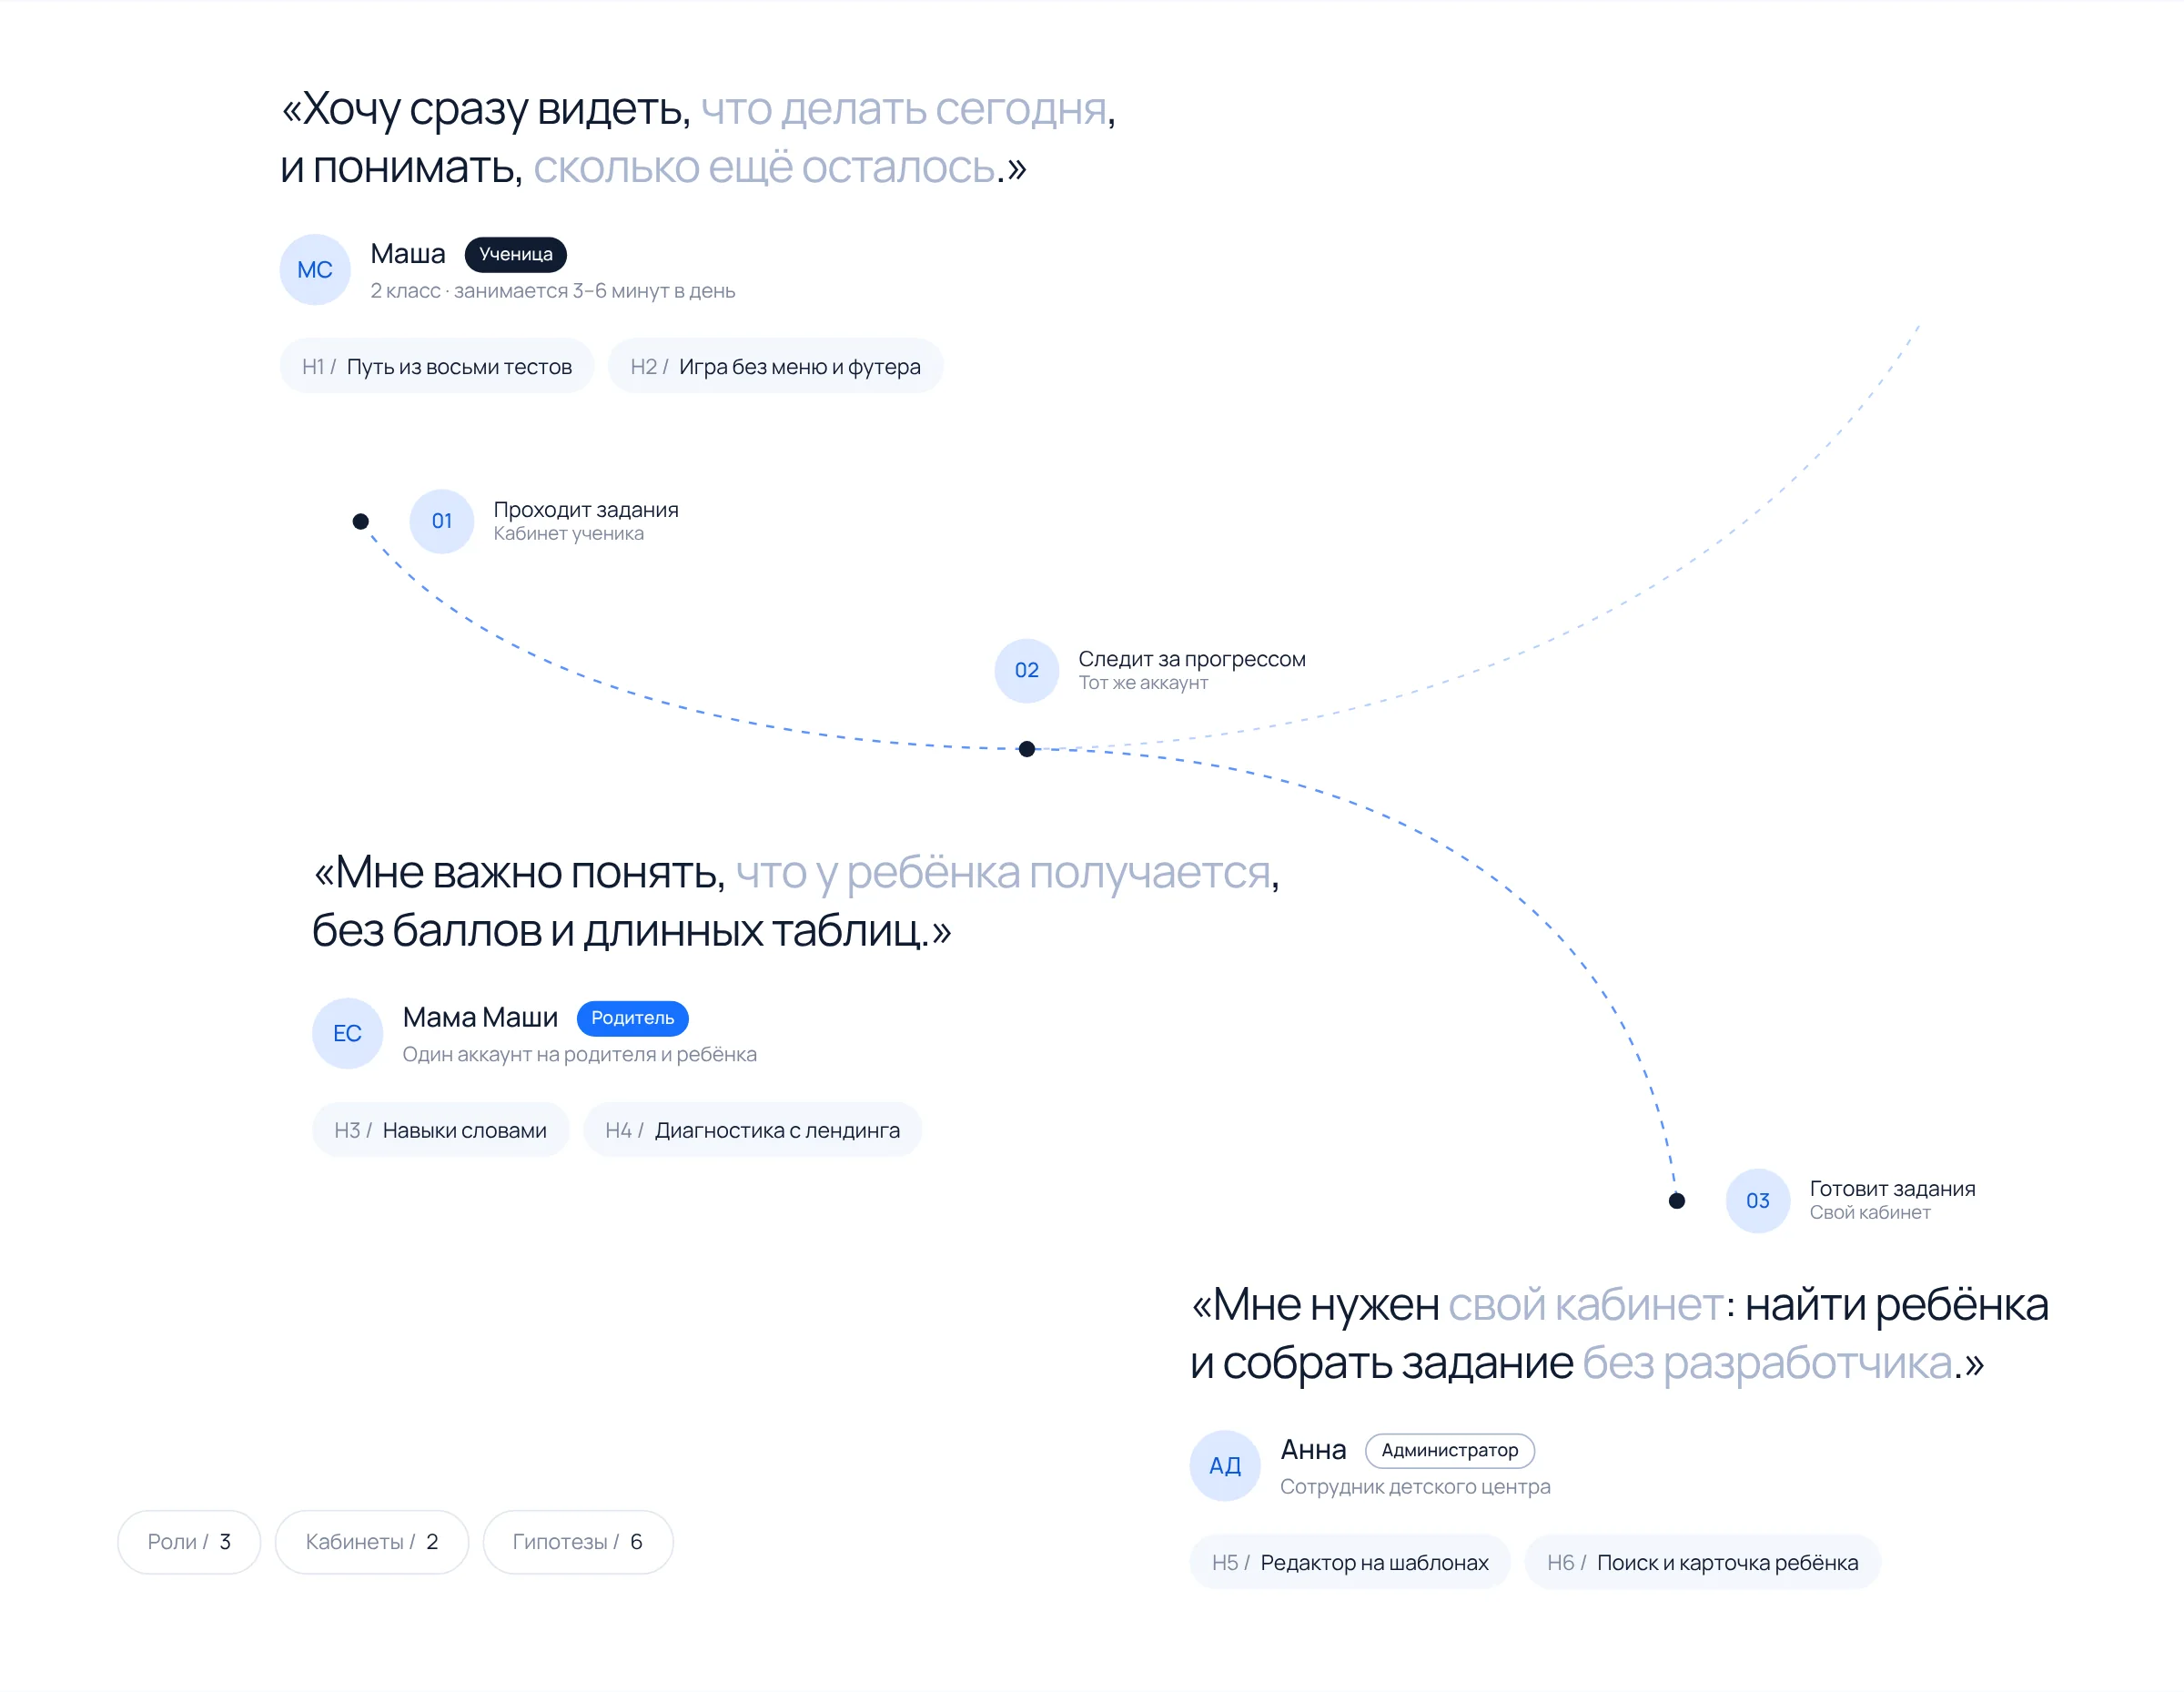 «Хочу сразу видеть, что делать сегодня,
и понимать, сколько ещё осталось.»
МС
Маша
Ученица
2 класс · занимается 3–6 минут в день
H1 / Путь из восьми тестов
H2 / Игра без меню и футера
01
Проходит задания
Кабинет ученика
02
Следит за прогрессом
Тот же аккаунт
«Мне важно понять, что у ребёнка получается,
без баллов и длинных таблиц.»
ЕС
Мама Маши
Родитель
Один аккаунт на родителя и ребёнка
H3 / Навыки словами
H4 / Диагностика с лендинга
03
Готовит задания
Свой кабинет
«Мне нужен свой кабинет: найти ребёнка
и собрать задание без разработчика.»
АД
Анна
Администратор
Сотрудник детского центра
H5 / Редактор на шаблонах
H6 / Поиск и карточка ребёнка
Роли / 3
Кабинеты / 2
Гипотезы / 6